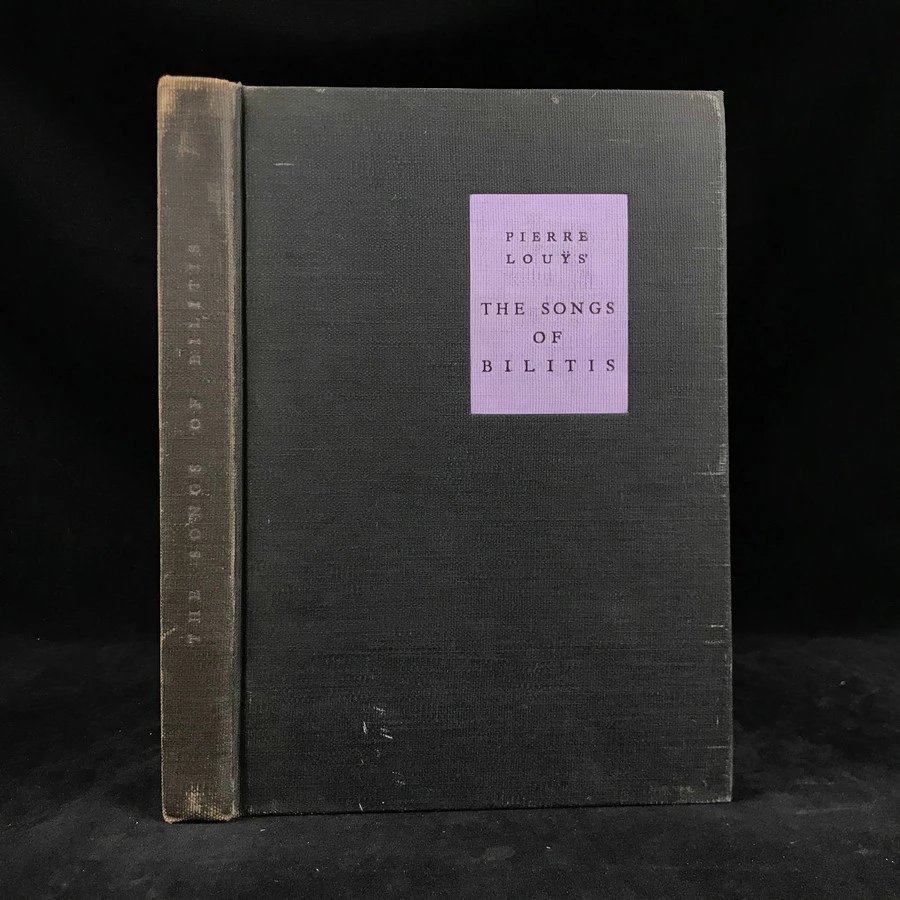 THE SONGS OF BILITIS
PIERRE
LOUŸS'
THE SONGS
OF
BILITIS